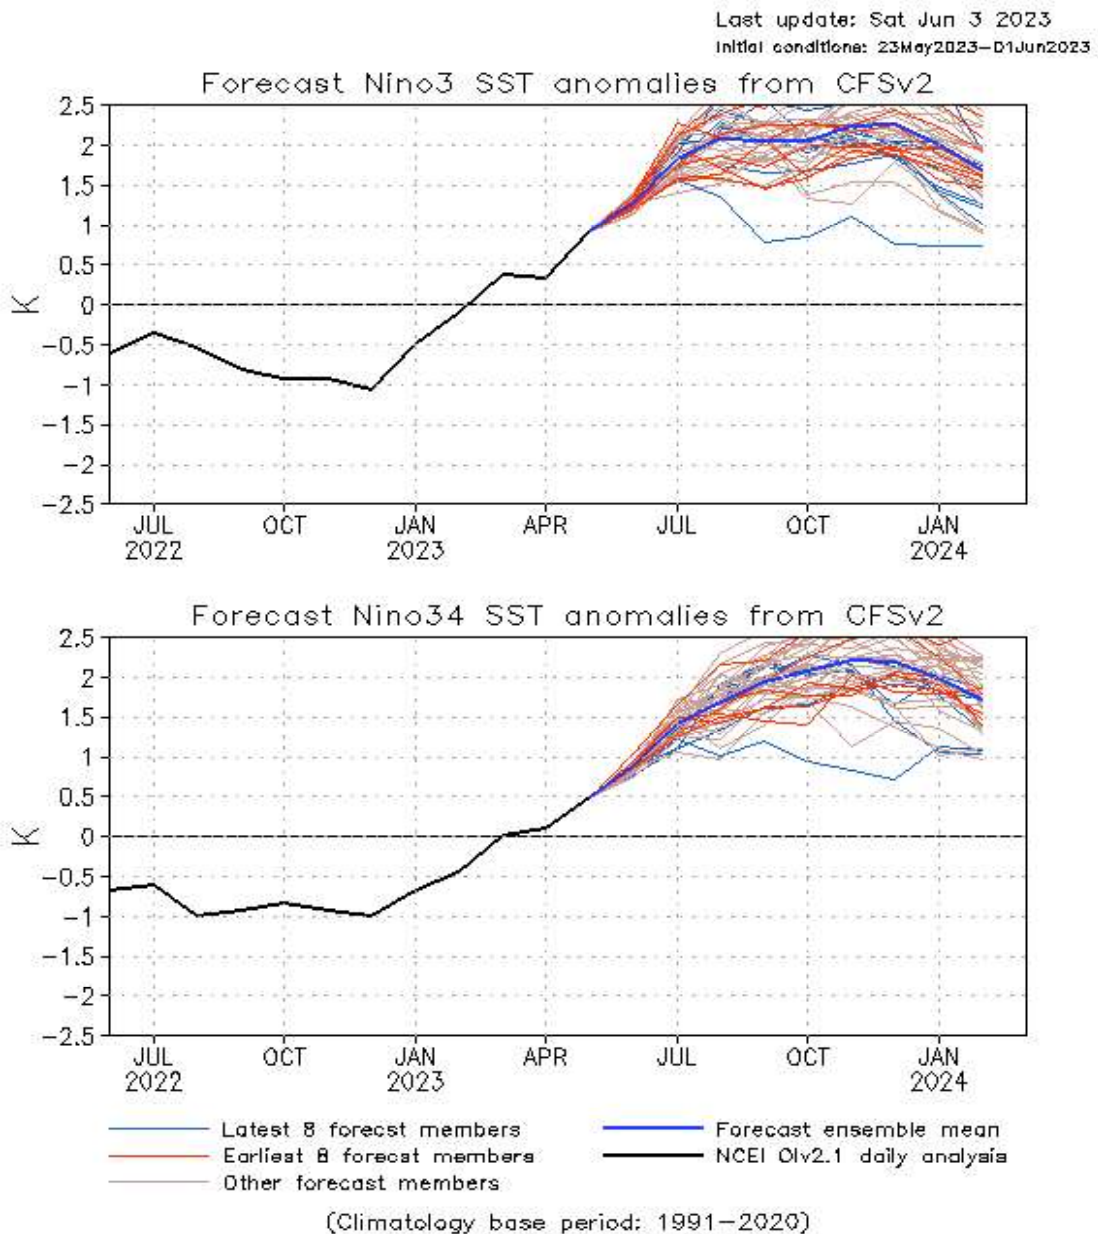 Last update: Sat Jun 3 2023
Initial conditions: 23May2023–01Jun2023
Forecast Nino3 SST anomalies from CFSv2
2.5
2
1.5
1
0.5
0
K
−0.5
−1
−1.5
−2
−2.5
JUL OCT JAN APR JUL OCT JAN
2022 2023 2024
Forecast Nino34 SST anomalies from CFSv2
2.5
2
1.5
1
0.5
0
K
−0.5
−1
−1.5
−2
−2.5
JUL OCT JAN APR JUL OCT JAN
2022 2023 2024
Latest 8 forecst members Forecast ensemble mean
Earliest 8 forecst members NCEI OIv2.1 daily analysis
Other forecast members
(Climatology base period: 1991−2020)